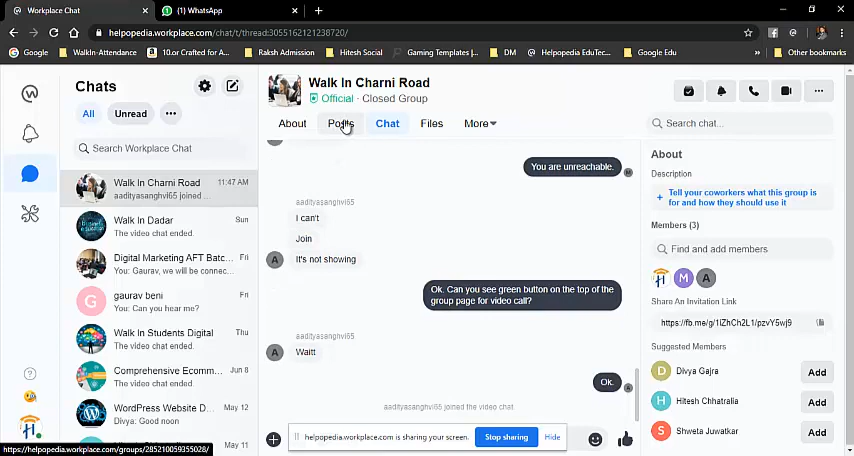 Workplace Chat
(1) WhatsApp
helpopedia.workplace.com/chat/t/thread:3055162121238720/
Google
WalkIn-Attendance
10.or Crafted for A...
Raksh Admission
Hitesh Social
Gaming Templates |...
DM
Helpopedia EduTec...
Google Edu
»
Other bookmarks
Chats
All
Unread
Search Workplace Chat
Walk In Charni Road
11:47 AM
aadityasanghvi65 joined ...
Walk In Dadar
Sun
The video chat ended.
Digital Marketing AFT Batc...
Fri
You: Gaurav, we will be connec...
G
gaurav beni
Fri
You: Can you hear me?
Walk In Students Digital
Thu
The video chat ended.
Comprehensive Ecomm...
Jun 8
The video chat ended.
WordPress Website D...
May 12
Divya: Good noon
May 11
Walk In Charni Road
Official · Closed Group
About
Posts
Chat
Files
More
Search chat...
You are unreachable.
M
aadityasanghvi65
I can't
Join
A
It's not showing
Ok. Can you see green button on the top of the
group page for video call?
A
aadityasanghvi65
A
Waitt
Ok.
A
aadityasanghvi65 joined the video chat.
helpopedia.workplace.com is sharing your screen.
Stop sharing
Hide
About
Description
+ Tell your coworkers what this group is
for and how they should use it
Members (3)
Find and add members
M
A
Share An Invitation Link
https://fb.me/g/1lZhCh2L1/pzvY5wj9
Suggested Members
D
Divya Gajra
Add
H
Hitesh Chhatralia
Add
S
Shweta Juwatkar
Add
https://helpopedia.workplace.com/groups/285210059355028/